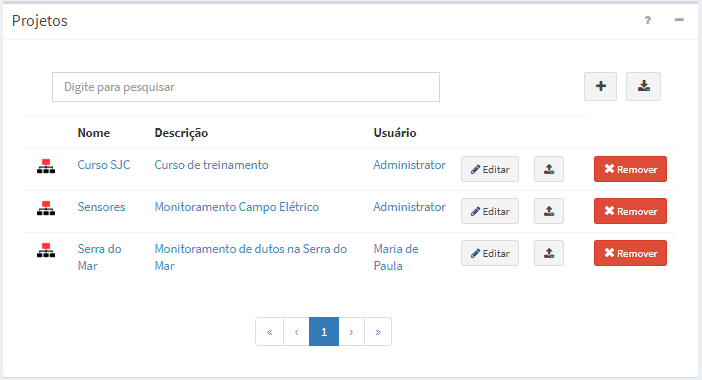 Projetos ?
Digite para pesquisar
Nome Descrição Usuário
Curso SJC Curso de treinamento Administrator Editar Remover
Sensores Monitoramento Campo Elétrico Administrator Editar Remover
Serra do Monitoramento de dutos na Serra do Maria de Editar Remover
Mar Mar Paula
« ‹ 1 › »